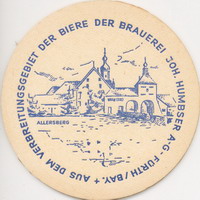 AUS DEM VERBREITUNGSGEBIET DER BIERE DER BRAUEREI JOH. HUMBSER A.-G. FÜRTH / BAY. +
ALLERSBERG